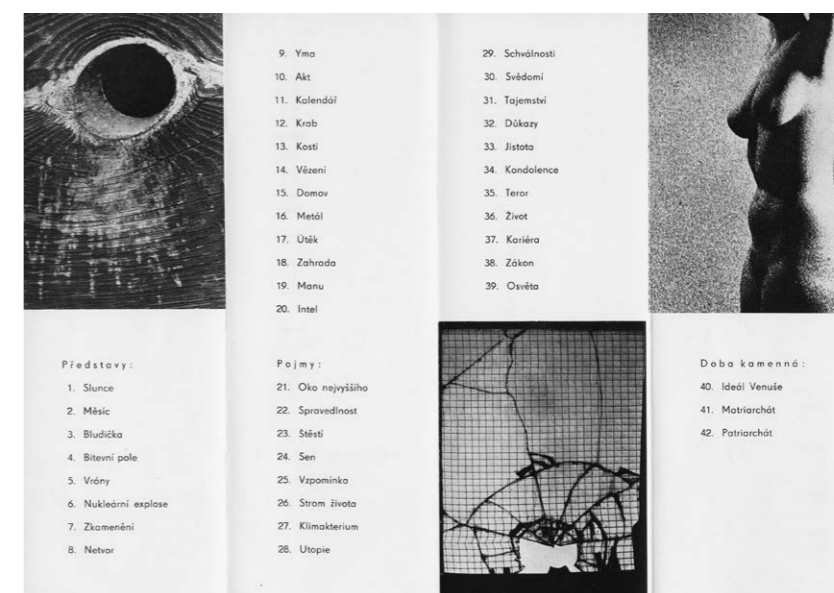 Představy:
1. Slunce
2. Měsíc
3. Bludička
4. Bitevní pole
5. Vrány
6. Nukleární explose
7. Zkamenění
8. Netvor
9. Yma
10. Akt
11. Kalendář
12. Krab
13. Kosti
14. Vězení
15. Domov
16. Metál
17. Útěk
18. Zahrada
19. Manu
20. Intel
Pojmy:
21. Oko nejvyššího
22. Spravedlnost
23. Štěstí
24. Sen
25. Vzpomínka
26. Strom života
27. Klimakterium
28. Utopie
29. Schválnosti
30. Svědomí
31. Tajemství
32. Důkazy
33. Jistota
34. Kondolence
35. Teror
36. Život
37. Kariéra
38. Zákon
39. Osvěta
Doba kamenná:
40. Ideál Venuše
41. Matriarchát
42. Patriarchát